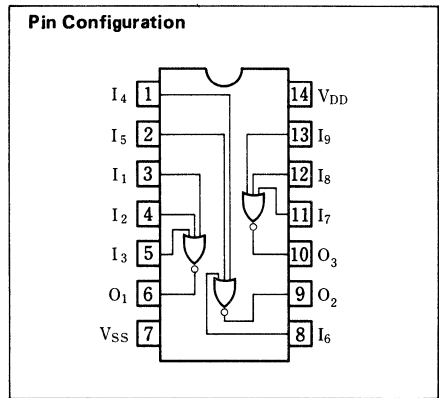 Pin Configuration
I4 1 14 VDD
I5 2 13 I9
I1 3 12 I8
I2 4 11 I7
I3 5 10 O3
O1 6 9 O2
VSS 7 8 I6